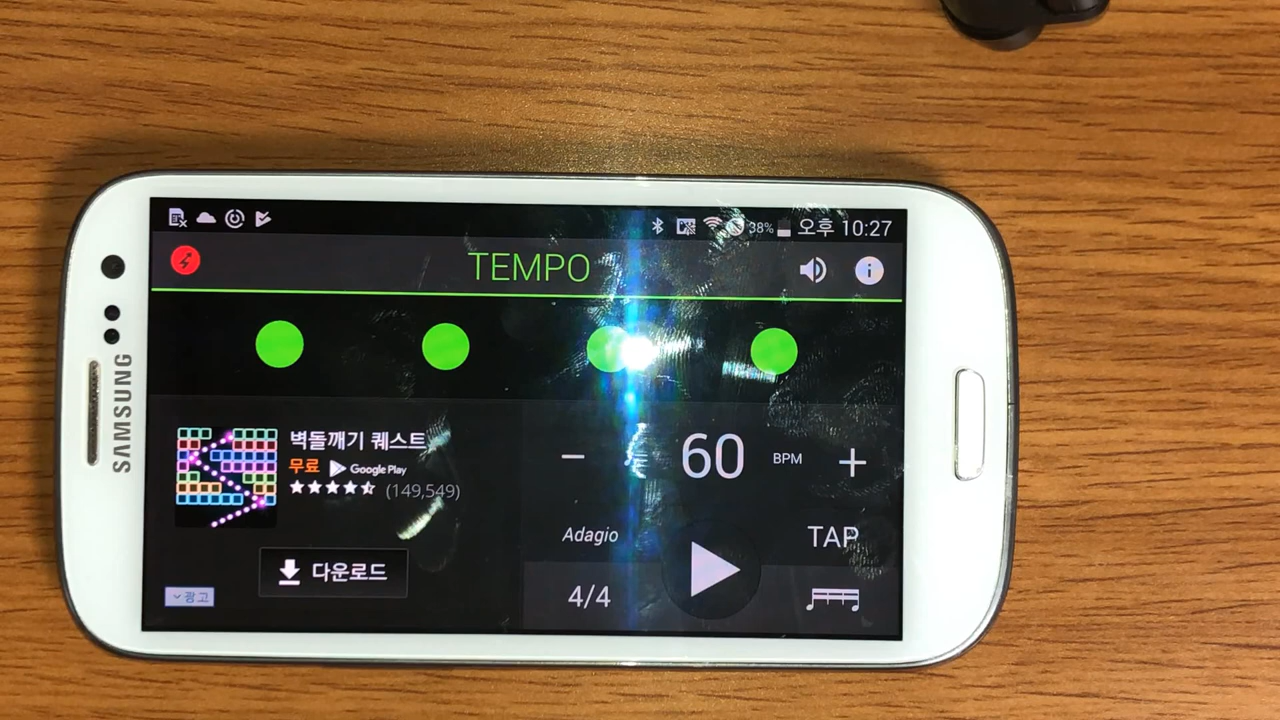 38% 오후 10:27
TEMPO
SAMSUNG
벽돌깨기 퀘스트
무료 Google Play
(149,549)
다운로드
광고
− 60 BPM +
Adagio
TAP
4/4